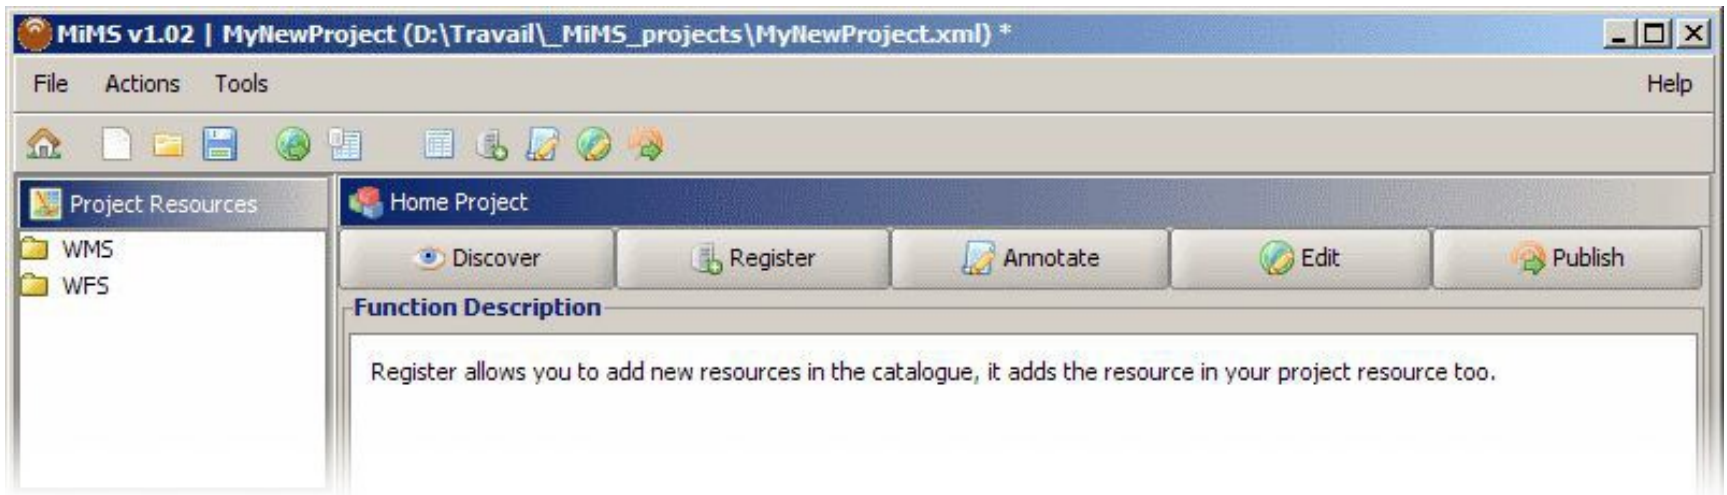 MiMS v1.02 | MyNewProject (D:\Travail\_MiMS_projects\MyNewProject.xml) *
File Actions Tools Help
Project Resources
WMS
WFS
Home Project
Discover Register Annotate Edit Publish
Function Description
Register allows you to add new resources in the catalogue, it adds the resource in your project resource too.